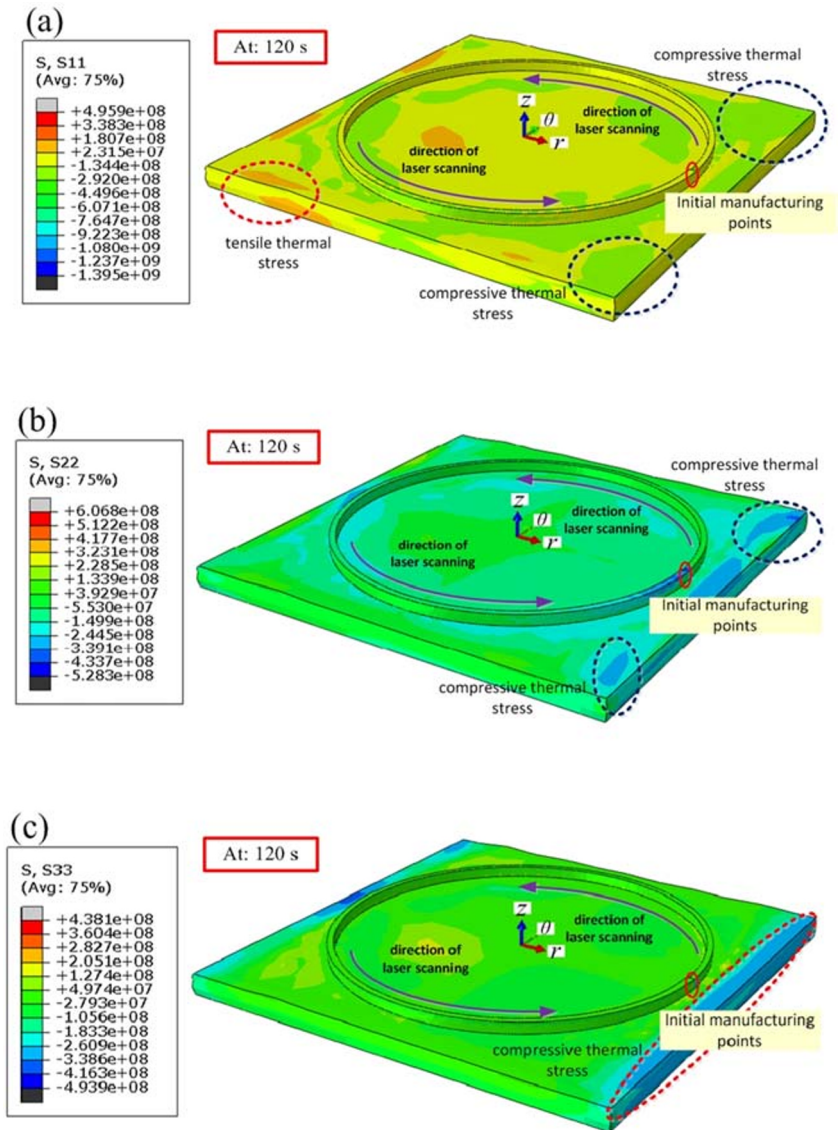 (a)
At: 120 s
S, S11
(Avg: 75%)
+4.959e+08
+3.383e+08
+1.807e+08
+2.315e+07
-1.344e+08
-2.920e+08
-4.496e+08
-6.071e+08
-7.647e+08
-9.223e+08
-1.080e+09
-1.237e+09
-1.395e+09
compressive thermal
stress
z
θ
r
direction of
laser scanning
direction of
laser scanning
Initial manufacturing
points
tensile thermal
stress
compressive thermal
stress
(b)
At: 120 s
S, S22
(Avg: 75%)
+6.068e+08
+5.122e+08
+4.177e+08
+3.231e+08
+2.285e+08
+1.339e+08
+3.929e+07
-5.530e+07
-1.499e+08
-2.445e+08
-3.391e+08
-4.337e+08
-5.283e+08
compressive thermal
stress
z
θ
r
direction of
laser scanning
direction of
laser scanning
Initial manufacturing
points
compressive thermal
stress
(c)
At: 120 s
S, S33
(Avg: 75%)
+4.381e+08
+3.604e+08
+2.827e+08
+2.051e+08
+1.274e+08
+4.974e+07
-2.793e+07
-1.056e+08
-1.833e+08
-2.609e+08
-3.386e+08
-4.163e+08
-4.939e+08
z
θ
r
direction of
laser scanning
direction of
laser scanning
Initial manufacturing
points
compressive thermal
stress